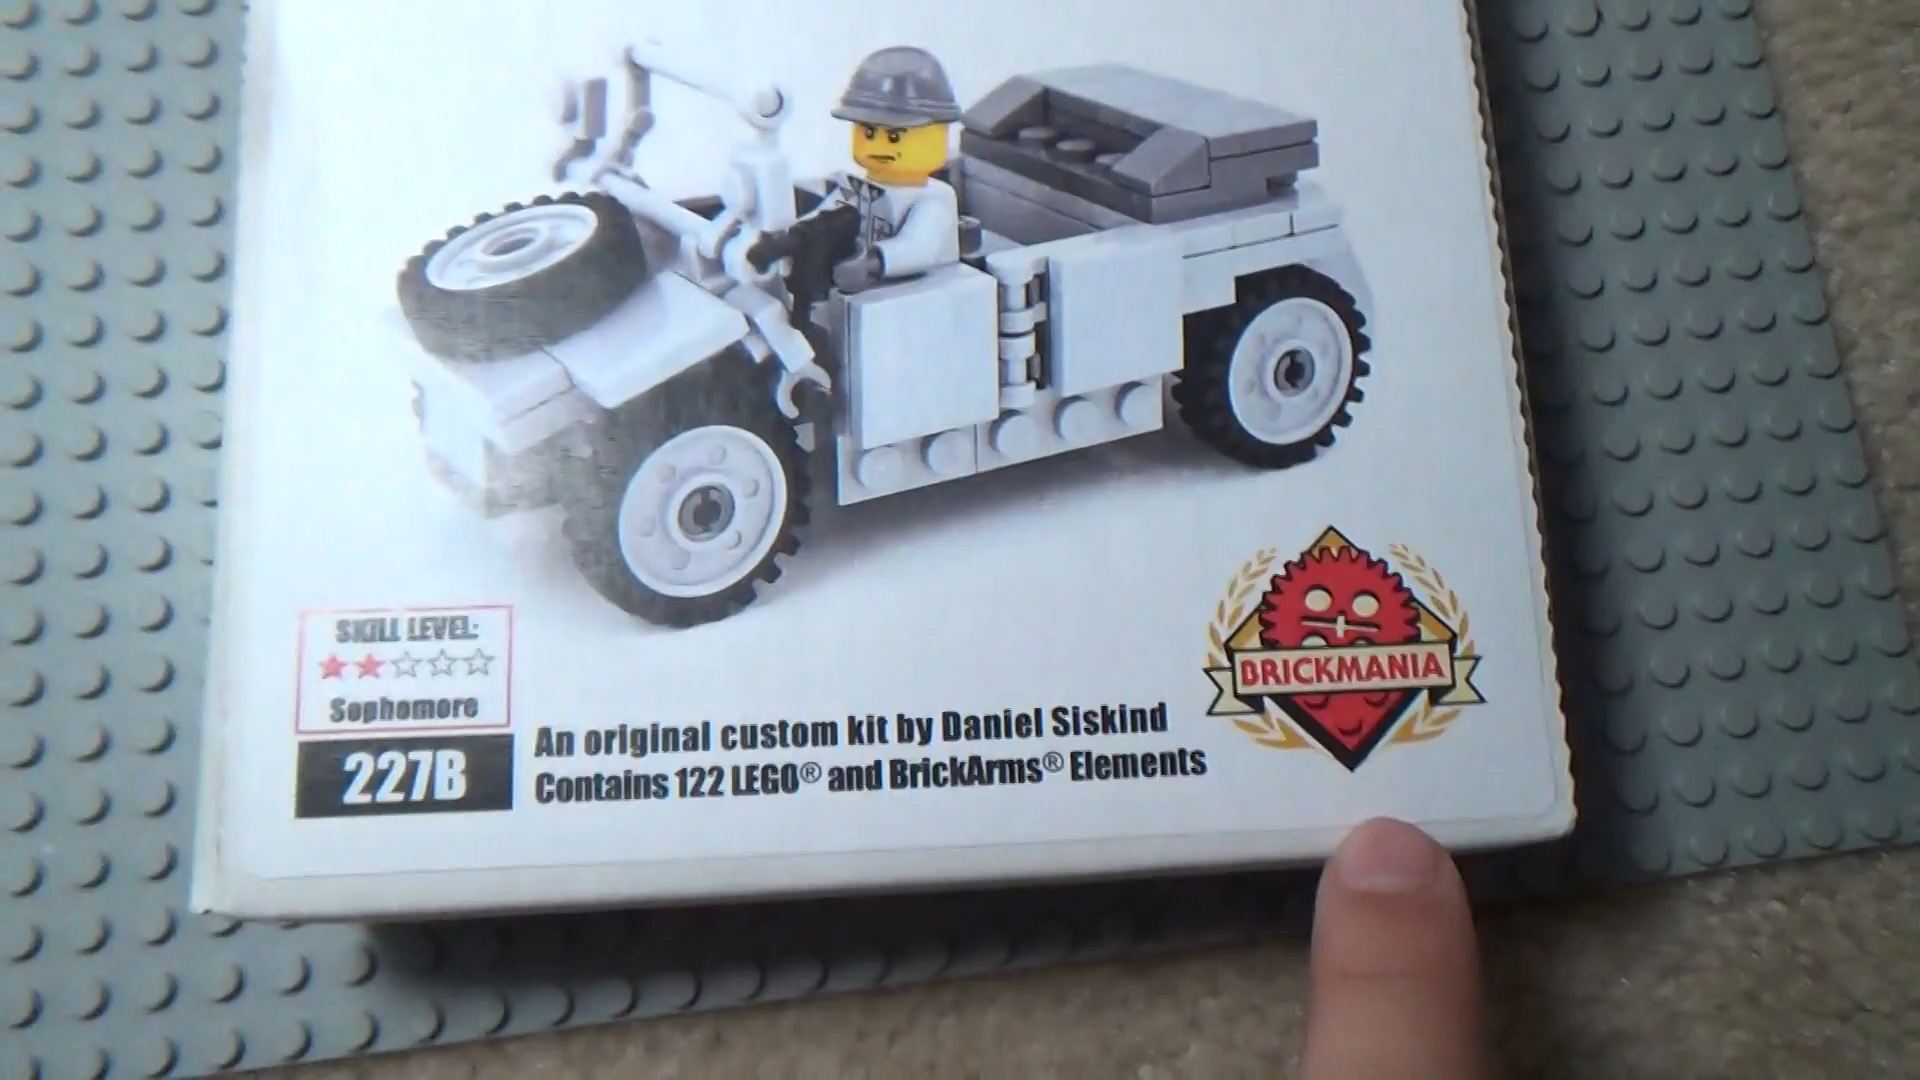 SKILL LEVEL:
Sophomore
227B
An original custom kit by Daniel Siskind
Contains 122 LEGO® and BrickArms® Elements
BRICKMANIA